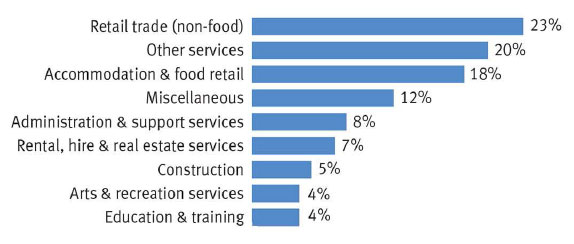 Retail trade (non-food) 23%
Other services 20%
Accommodation & food retail 18%
Miscellaneous 12%
Administration & support services 8%
Rental, hire & real estate services 7%
Construction 5%
Arts & recreation services 4%
Education & training 4%